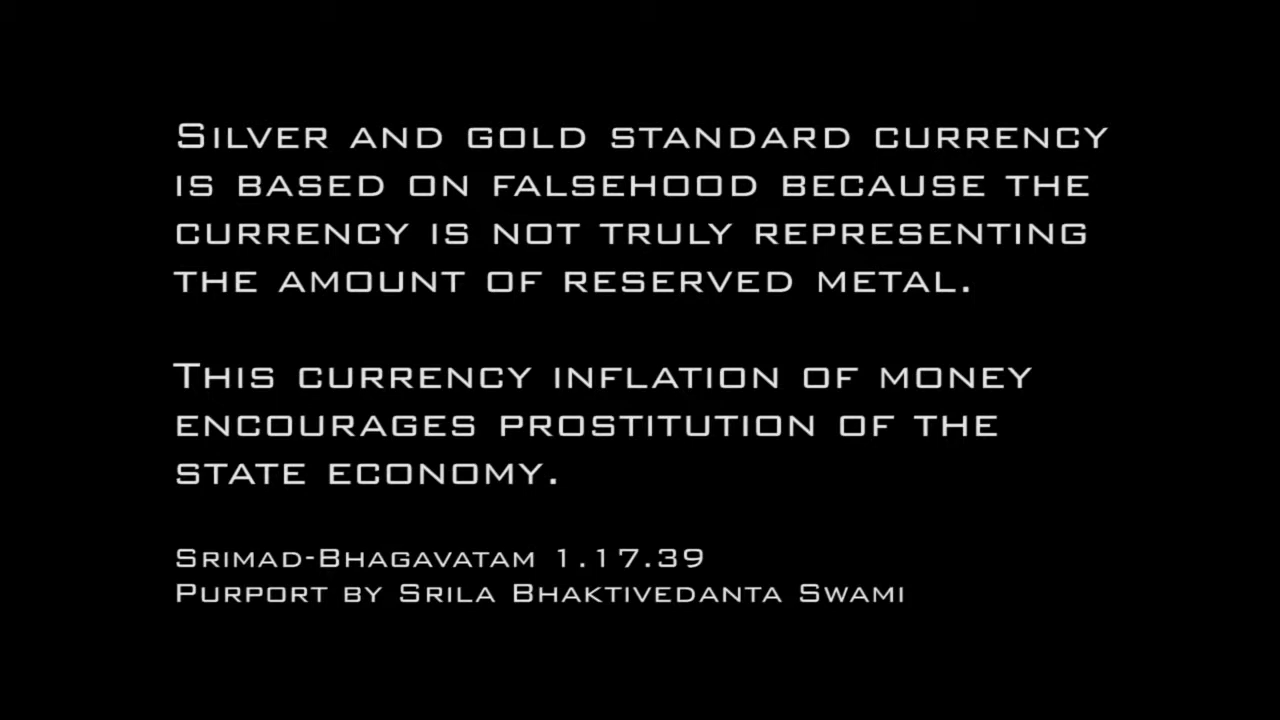 Silver and gold standard currency
is based on falsehood because the
currency is not truly representing
the amount of reserved metal.
This currency inflation of money
encourages prostitution of the
state economy.
Srimad-Bhagavatam 1.17.39
Purport by Srila Bhaktivedanta Swami